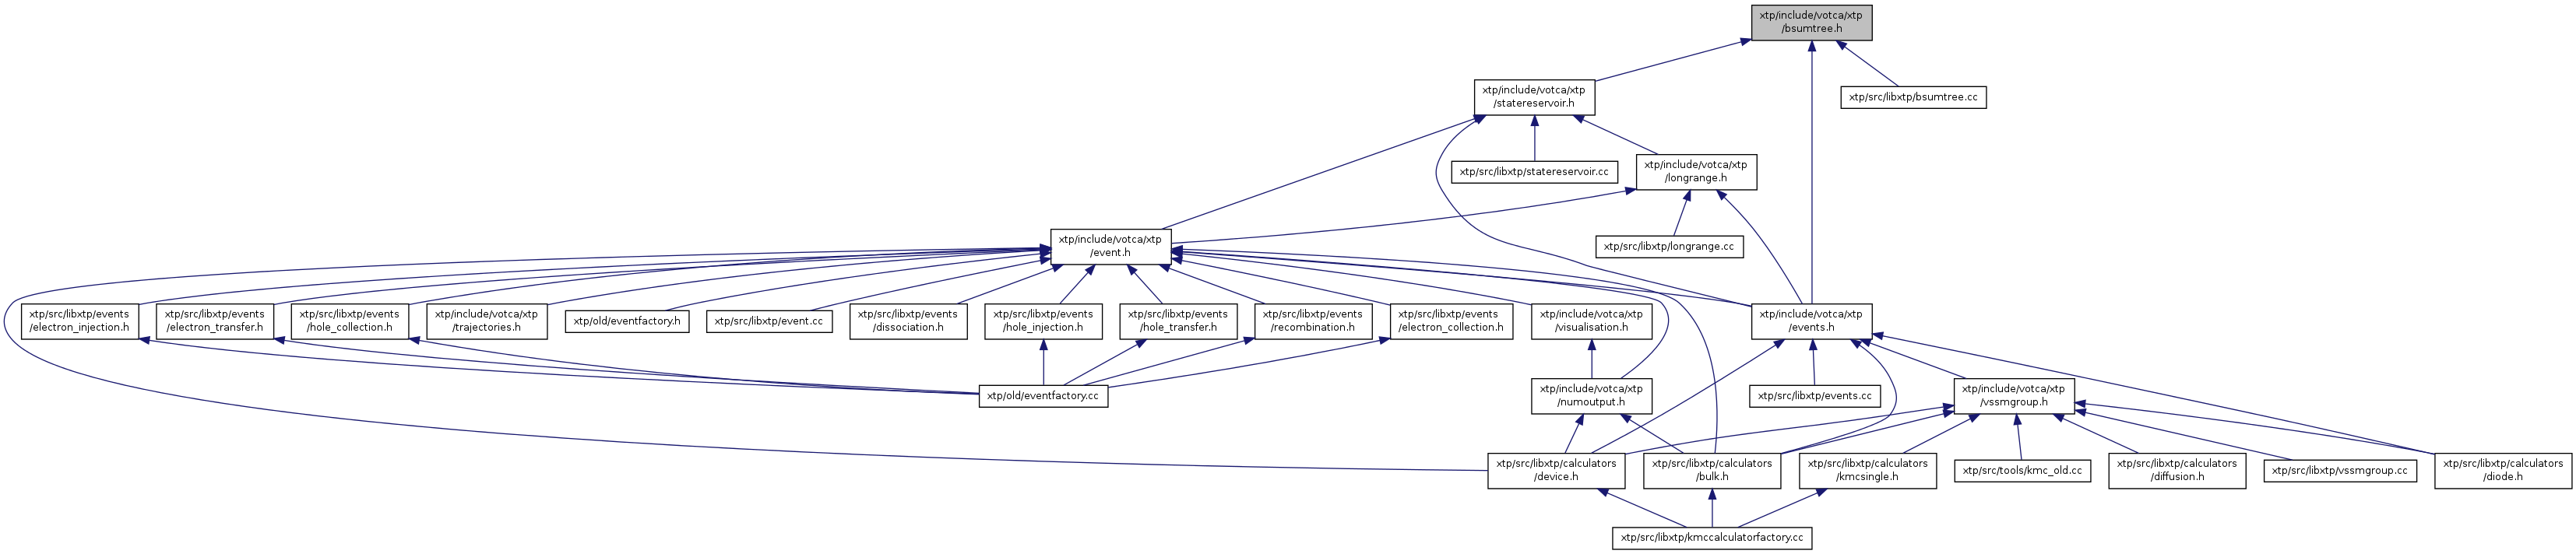 xtp/include/votca/xtp
/bsumtree.h
xtp/include/votca/xtp
/statereservoir.h
xtp/src/libxtp/bsumtree.cc
xtp/src/libxtp/statereservoir.cc
xtp/include/votca/xtp
/longrange.h
xtp/include/votca/xtp
/event.h
xtp/src/libxtp/longrange.cc
xtp/src/libxtp/events
/electron_injection.h
xtp/src/libxtp/events
/electron_transfer.h
xtp/src/libxtp/events
/hole_collection.h
xtp/include/votca/xtp
/trajectories.h
xtp/old/eventfactory.h
xtp/src/libxtp/event.cc
xtp/src/libxtp/events
/dissociation.h
xtp/src/libxtp/events
/hole_injection.h
xtp/src/libxtp/events
/hole_transfer.h
xtp/src/libxtp/events
/recombination.h
xtp/src/libxtp/events
/electron_collection.h
xtp/include/votca/xtp
/visualisation.h
xtp/include/votca/xtp
/events.h
xtp/old/eventfactory.cc
xtp/include/votca/xtp
/numoutput.h
xtp/src/libxtp/events.cc
xtp/include/votca/xtp
/vssmgroup.h
xtp/src/libxtp/calculators
/device.h
xtp/src/libxtp/calculators
/bulk.h
xtp/src/libxtp/calculators
/kmcsingle.h
xtp/src/tools/kmc_old.cc
xtp/src/libxtp/calculators
/diffusion.h
xtp/src/libxtp/vssmgroup.cc
xtp/src/libxtp/calculators
/diode.h
xtp/src/libxtp/kmccalculatorfactory.cc